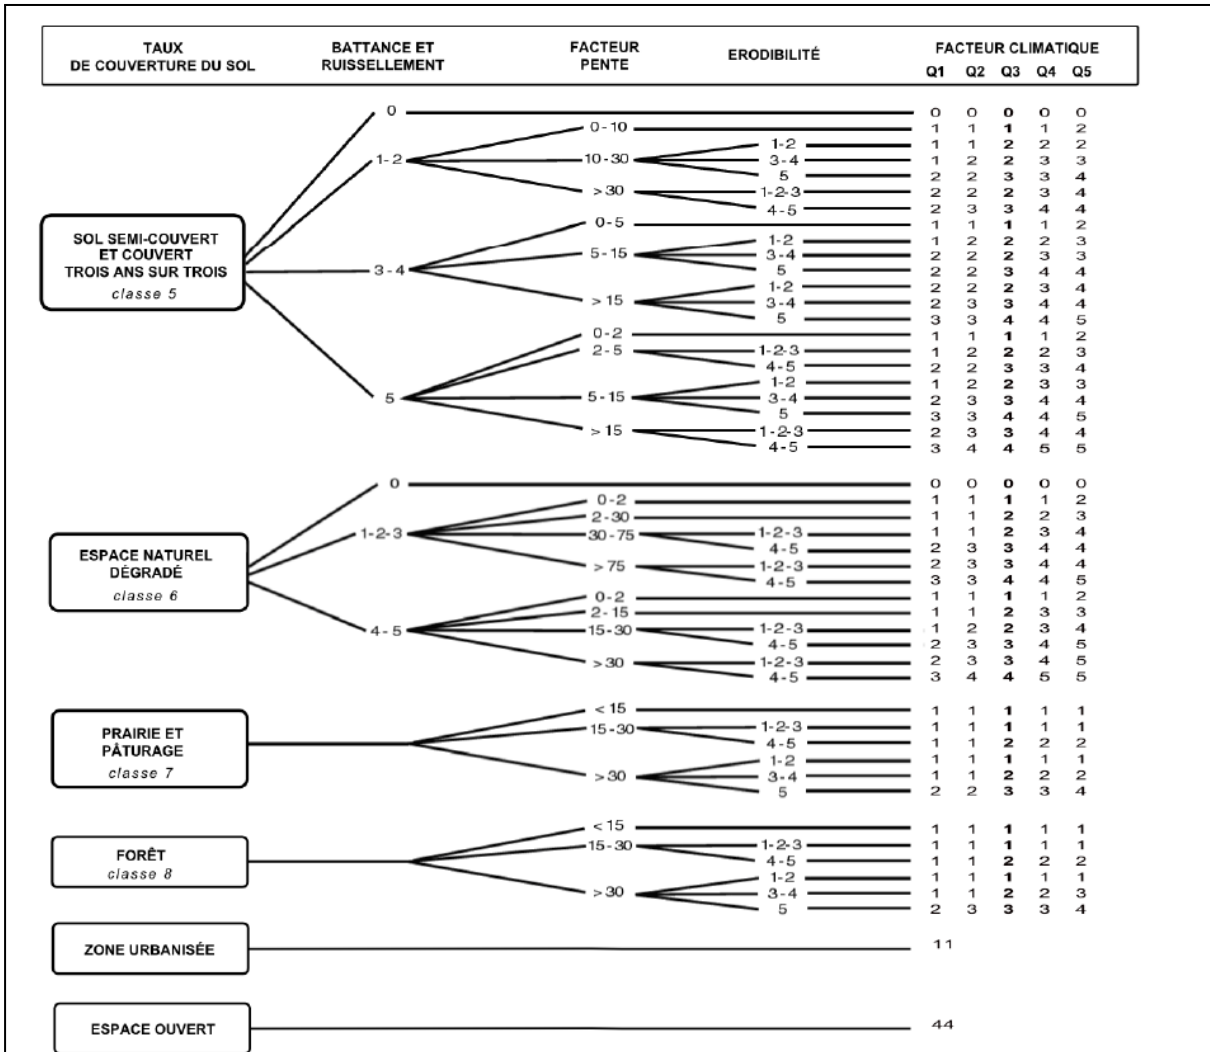 TAUX
DE COUVERTURE DU SOL
BATTANCE ET
RUISSELLEMENT
FACTEUR
PENTE
ERODIBILITÉ
FACTEUR CLIMATIQUE
Q1 Q2 Q3 Q4 Q5
SOL SEMI-COUVERT
ET COUVERT
TROIS ANS SUR TROIS
classe 5
0 0 0 0 0 0
1-2 0-10 1 1 1 1 2
10-30 1-2 1 1 2 2 2
3-4 1 2 2 3 3
5 2 2 3 3 4
>30 1-2-3 2 2 2 3 4
4-5 2 3 3 4 4
3-4 0-5 1 1 1 1 2
5-15 1-2 1 2 2 2 3
3-4 2 2 2 3 3
5 2 2 3 4 4
>15 1-2 2 2 2 3 4
3-4 2 3 3 4 4
5 3 3 4 4 5
5 0-2 1 1 1 1 2
2-5 1-2-3 1 2 2 2 3
4-5 2 2 3 3 4
5-15 1-2 1 2 2 3 3
3-4 2 3 3 4 4
5 3 3 4 4 5
>15 1-2-3 2 3 3 4 4
4-5 3 4 4 5 5
ESPACE NATUREL
DÉGRADÉ
classe 6
0 0 0 0 0 0
1-2-3 0-2 1 1 1 1 2
2-30 1 1 2 2 3
30-75 1-2-3 1 1 2 3 4
4-5 2 3 3 4 4
>75 1-2-3 2 3 3 4 4
4-5 3 3 4 4 5
4-5 0-2 1 1 1 1 2
2-15 1 1 2 3 3
15-30 1-2-3 1 2 2 3 4
4-5 2 3 3 4 5
>30 1-2-3 2 3 3 4 5
4-5 3 4 4 5 5
PRAIRIE ET
PÂTURAGE
classe 7
<15 1 1 1 1 1
15-30 1-2-3 1 1 1 1 1
4-5 1 1 2 2 2
>30 1-2 1 1 1 1 1
3-4 1 1 2 2 2
5 2 2 3 3 4
FORÊT
classe 8
<15 1 1 1 1 1
15-30 1-2-3 1 1 1 1 1
4-5 1 1 2 2 2
>30 1-2 1 1 1 1 1
3-4 1 1 2 2 3
5 2 3 3 3 4
ZONE URBANISÉE 11
ESPACE OUVERT 44